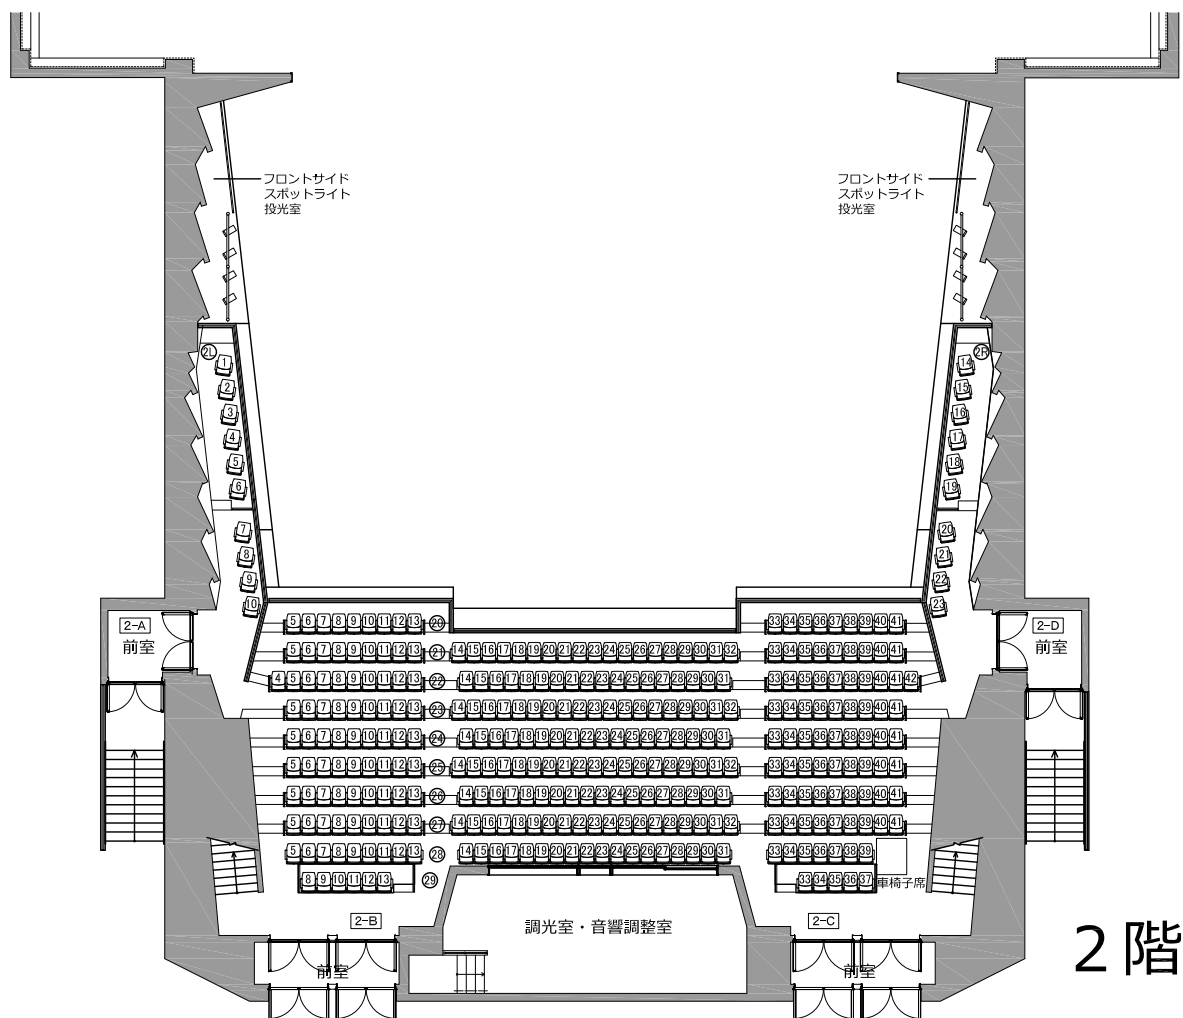 フロントサイド
スポットライト
投光室
フロントサイド
スポットライト
投光室
2L
1
2
3
4
5
6
7
8
9
10
2R
14
15
16
17
18
19
20
21
22
23
2-A
前室
2-D
前室
5 6 7 8 9 10 11 12 13 20 33 34 35 36 37 38 39 40 41
5 6 7 8 9 10 11 12 13 21 14 15 16 17 18 19 20 21 22 23 24 25 26 27 28 29 30 31 32 33 34 35 36 37 38 39 40 41
4 5 6 7 8 9 10 11 12 13 22 14 15 16 17 18 19 20 21 22 23 24 25 26 27 28 29 30 31 33 34 35 36 37 38 39 40 41 42
5 6 7 8 9 10 11 12 13 23 14 15 16 17 18 19 20 21 22 23 24 25 26 27 28 29 30 31 32 33 34 35 36 37 38 39 40 41
5 6 7 8 9 10 11 12 13 24 14 15 16 17 18 19 20 21 22 23 24 25 26 27 28 29 30 31 33 34 35 36 37 38 39 40 41
5 6 7 8 9 10 11 12 13 25 14 15 16 17 18 19 20 21 22 23 24 25 26 27 28 29 30 31 32 33 34 35 36 37 38 39 40 41
5 6 7 8 9 10 11 12 13 26 14 15 16 17 18 19 20 21 22 23 24 25 26 27 28 29 30 31 33 34 35 36 37 38 39 40 41
5 6 7 8 9 10 11 12 13 27 14 15 16 17 18 19 20 21 22 23 24 25 26 27 28 29 30 31 32 33 34 35 36 37 38 39 40 41
5 6 7 8 9 10 11 12 13 28 14 15 16 17 18 19 20 21 22 23 24 25 26 27 28 29 30 31 33 34 35 36 37 38 39
8 9 10 11 12 13 29 33 34 35 36 37 車椅子席
2-B
2-C
調光室・音響調整室
前室
前室
2階